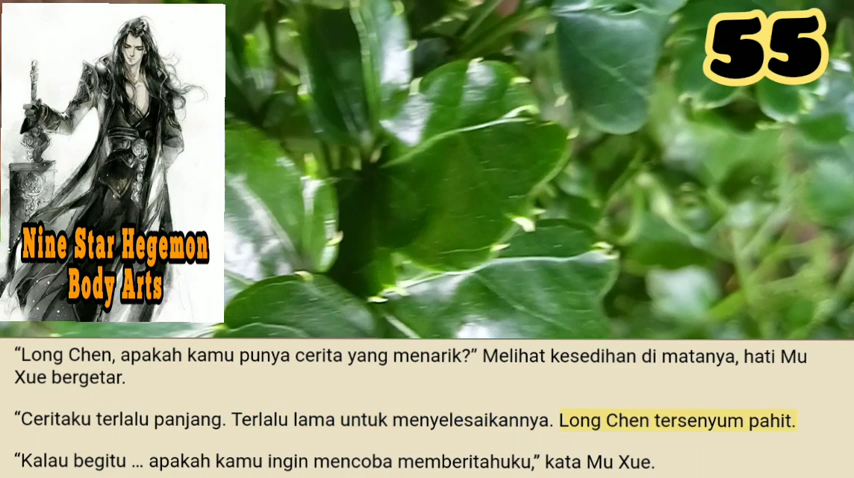 55
Nine Star Hegemon
Body Arts
“Long Chen, apakah kamu punya cerita yang menarik?” Melihat kesedihan di matanya, hati Mu
Xue bergetar.
“Ceritaku terlalu panjang. Terlalu lama untuk menyelesaikannya. Long Chen tersenyum pahit.
“Kalau begitu ... apakah kamu ingin mencoba memberitahuku,” kata Mu Xue.